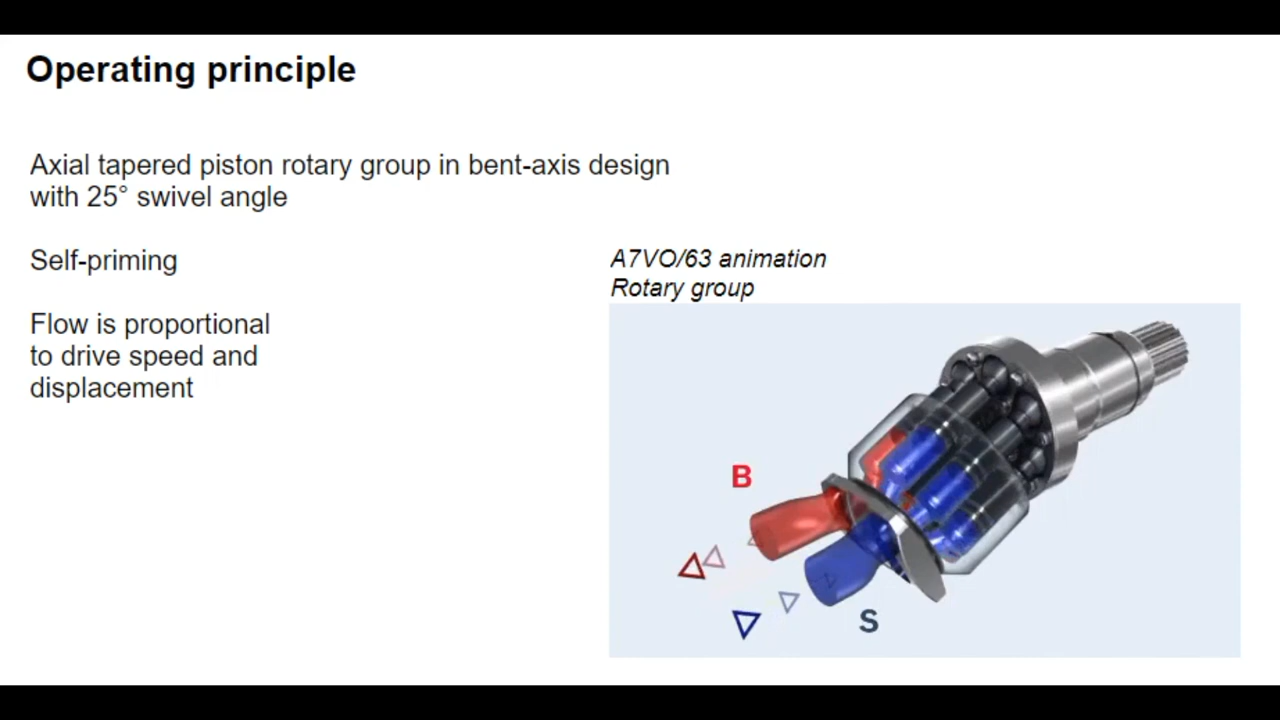 Operating principle
Axial tapered piston rotary group in bent-axis design
with 25° swivel angle
Self-priming
Flow is proportional
to drive speed and
displacement
A7VO/63 animation
Rotary group
B
S